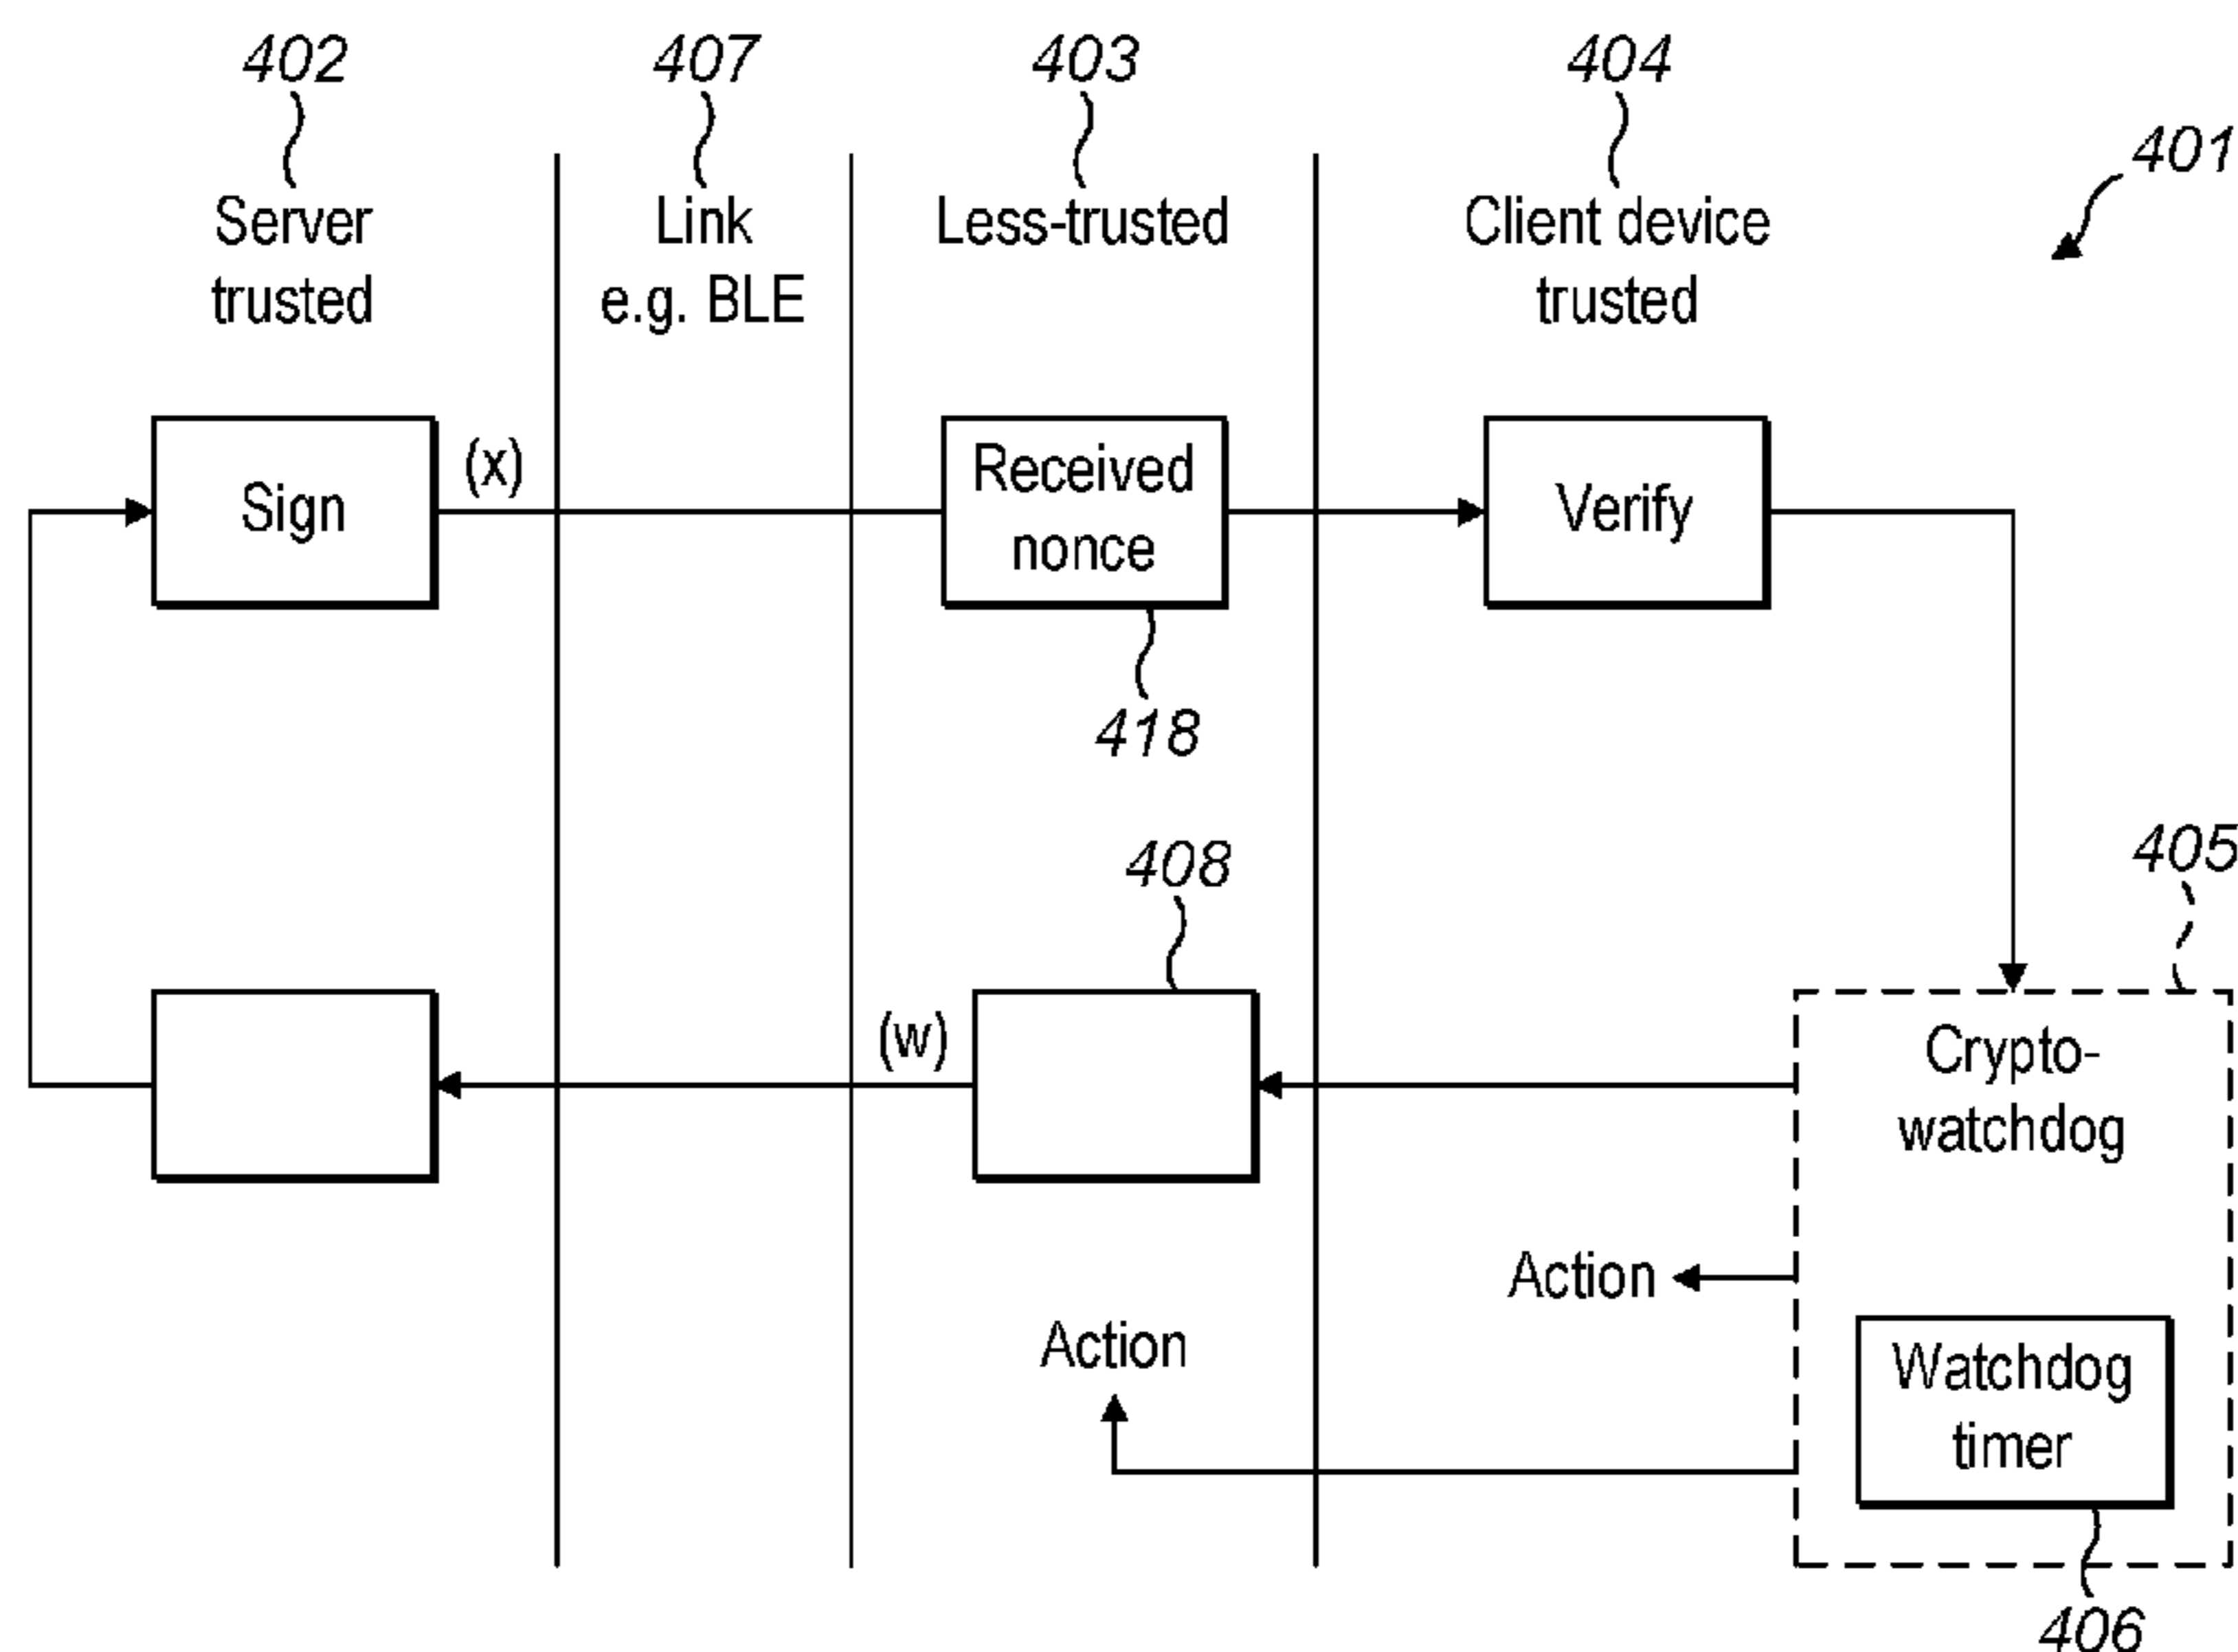 402
407
403
404
401
Server
trusted
Link
e.g. BLE
Less-trusted
Client device
trusted
Sign
(x)
Received
nonce
Verify
418
408
405
(w)
Crypto-
watchdog
Action
Action
Watchdog
timer
406